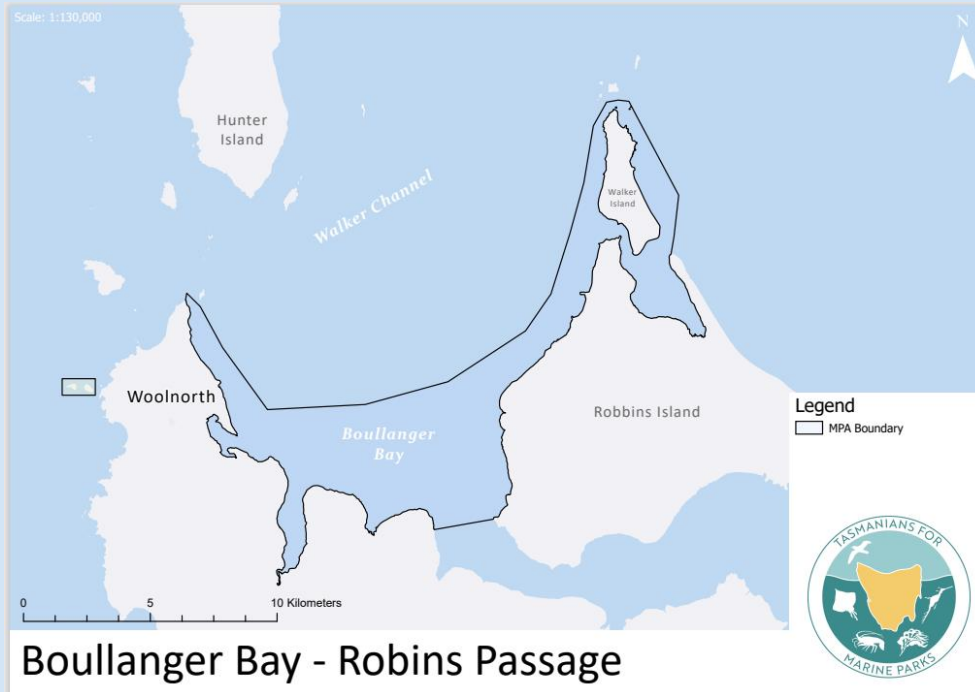 Scale: 1:130,000
N
Hunter
Island
Walker Channel
Walker
Island
Woolnorth
Boullanger
Bay
Robbins Island
Legend
MPA Boundary
0 5 10 Kilometers
TASMANIANS FOR
MARINE PARKS
Boullanger Bay - Robins Passage